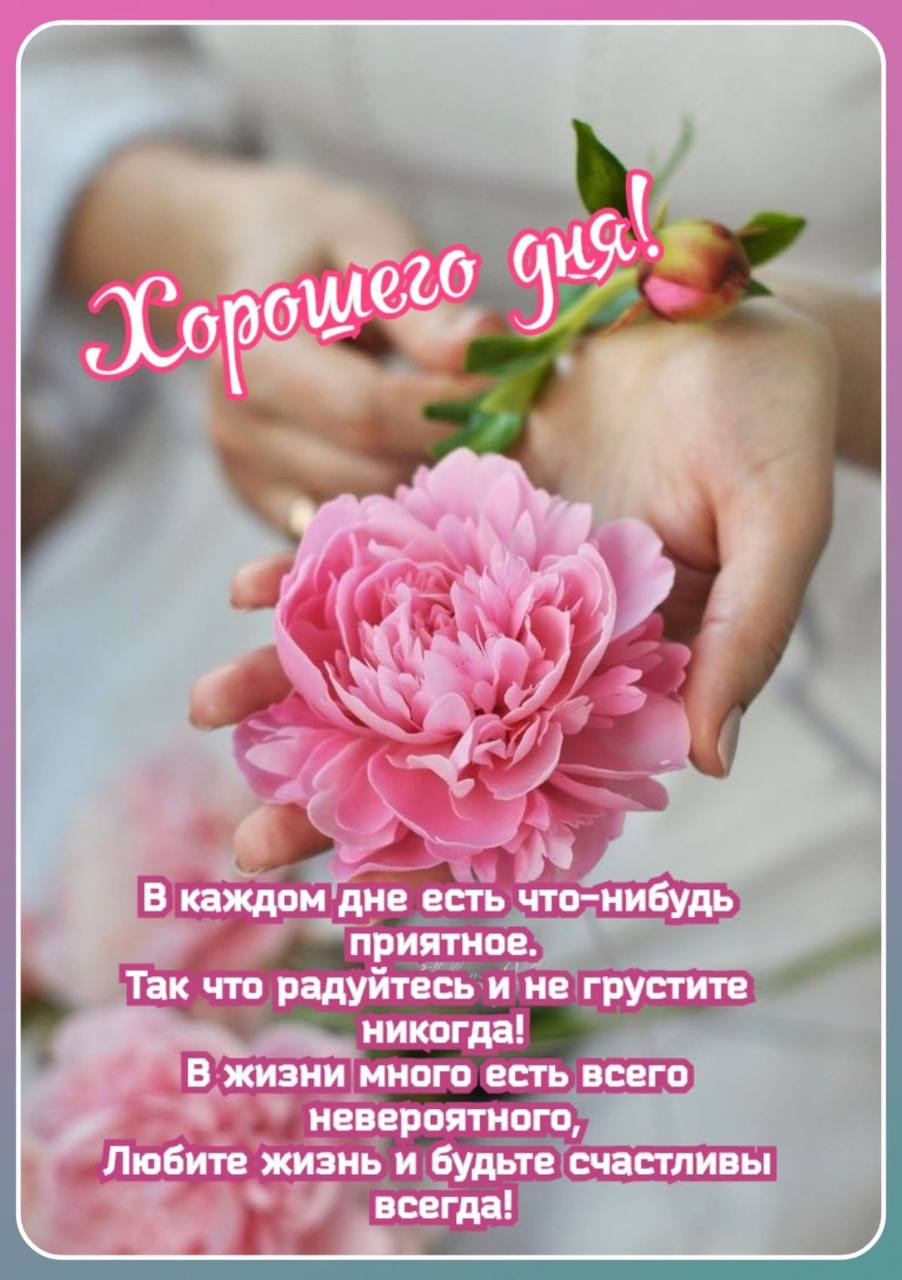 Хорошего дня!
В каждом дне есть что-нибудь
приятное.
Так что радуйтесь и не грустите
никогда!
В жизни много есть всего
невероятного,
Любите жизнь и будьте счастливы
всегда!